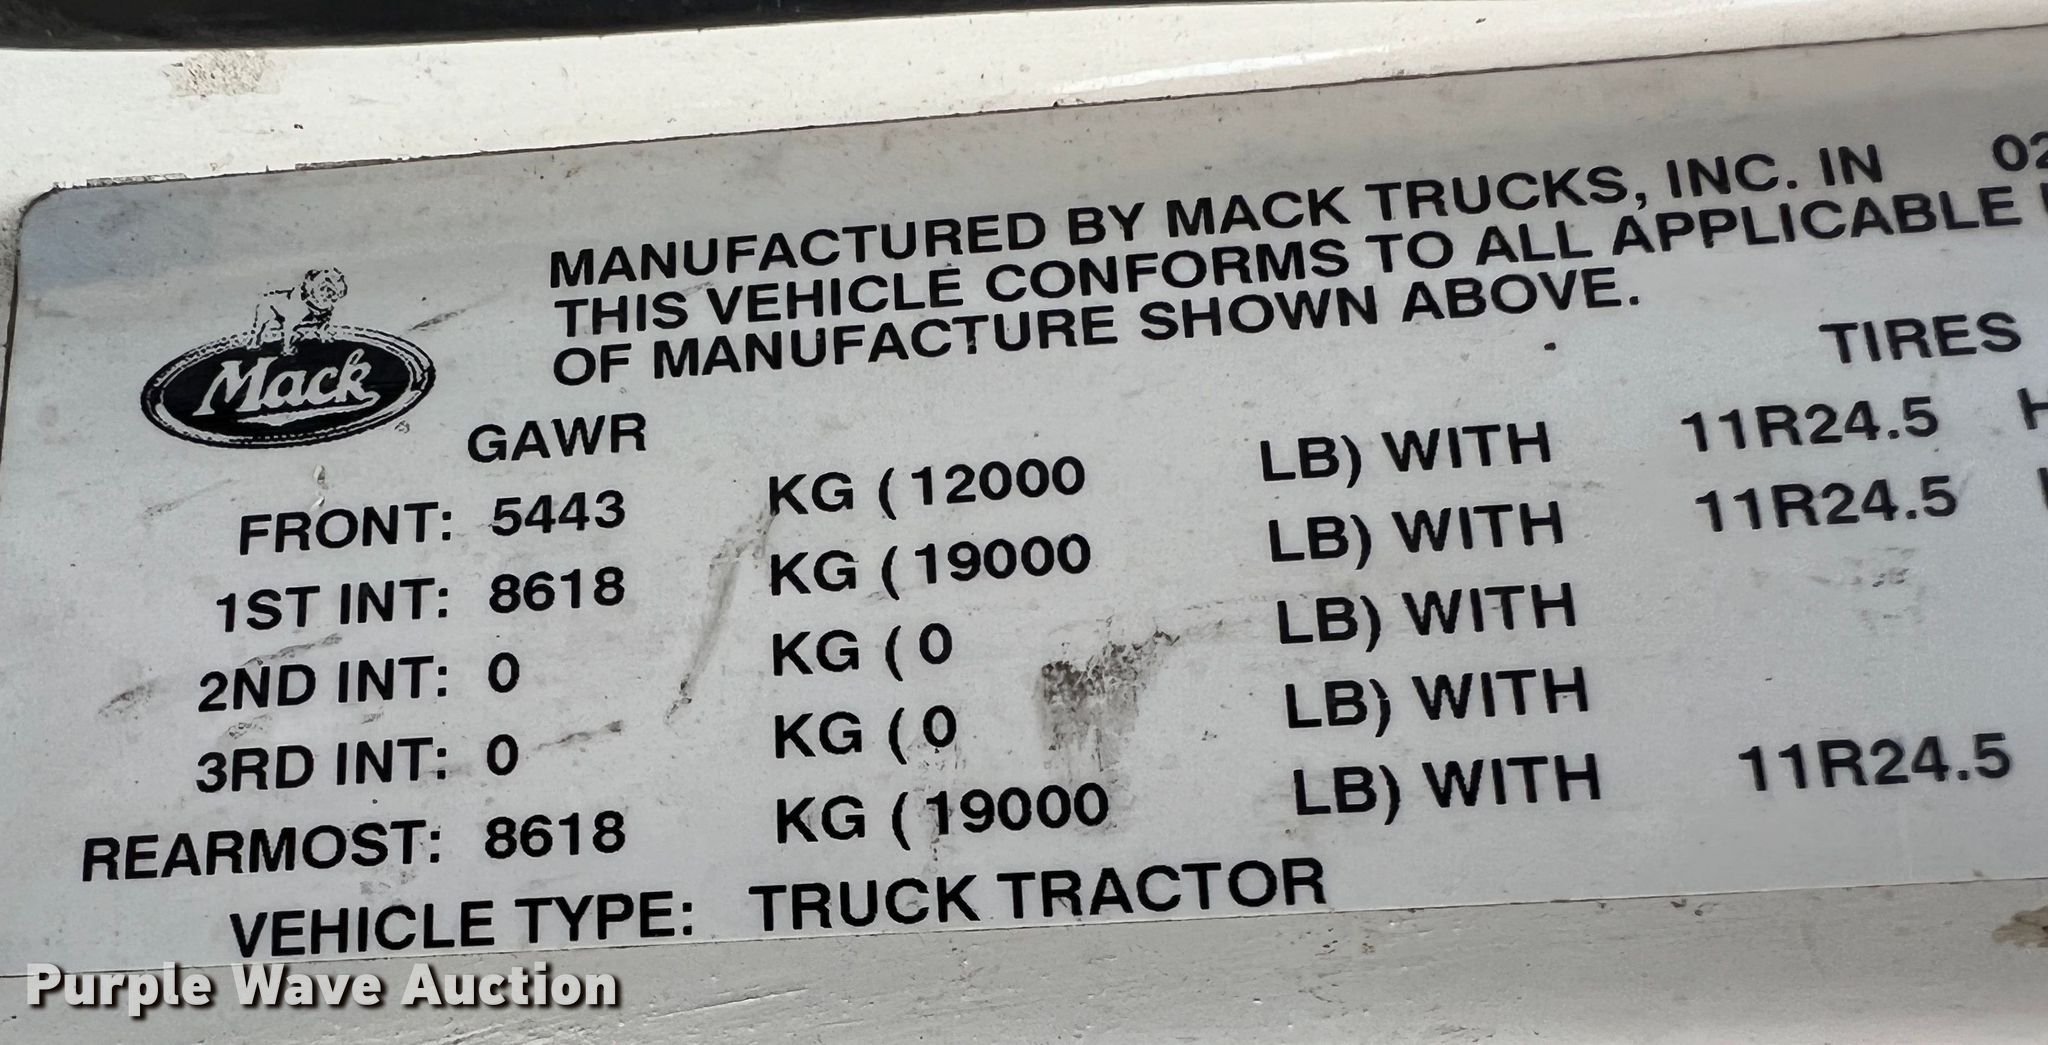 MANUFACTURED BY MACK TRUCKS, INC. IN 02
THIS VEHICLE CONFORMS TO ALL APPLICABLE
OF MANUFACTURE SHOWN ABOVE.
Mack
GAWR TIRES
FRONT: 5443 KG ( 12000 LB) WITH 11R24.5 H
1ST INT: 8618 KG ( 19000 LB) WITH 11R24.5
2ND INT: 0 KG ( 0 LB) WITH
3RD INT: 0 KG ( 0 LB) WITH
REARMOST: 8618 KG ( 19000 LB) WITH 11R24.5
VEHICLE TYPE: TRUCK TRACTOR
Purple Wave Auction